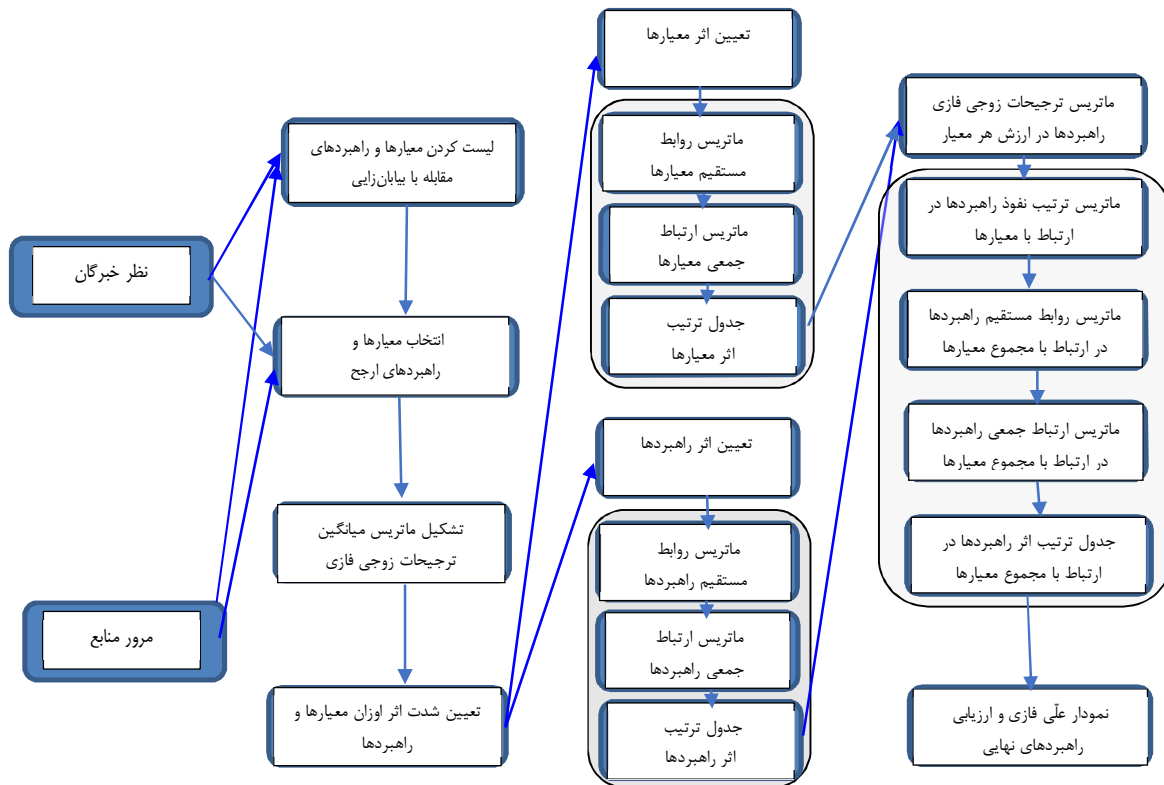 نظر خبرگان
مرور منابع
لیست کردن معیارها و راهبردهای
مقابله با بیابان‌زایی
انتخاب معیارها و
راهبردهای ارجح
تشکیل ماتریس میانگین
ترجیحات زوجی فازی
تعیین شدت اثر اوزان معیارها و
راهبردها
تعیین اثر معیارها
ماتریس روابط
مستقیم معیارها
ماتریس ارتباط
جمعی معیارها
جدول ترتیب
اثر معیارها
تعیین اثر راهبردها
ماتریس روابط
مستقیم راهبردها
ماتریس ارتباط
جمعی راهبردها
جدول ترتیب
اثر راهبردها
ماتریس ترجیحات زوجی فازی
راهبردها در ارزش هر معیار
ماتریس ترتیب نفوذ راهبردها در
ارتباط با معیارها
ماتریس روابط مستقیم راهبردها
در ارتباط با مجموع معیارها
ماتریس ارتباط جمعی راهبردها
در ارتباط با مجموع معیارها
جدول ترتیب اثر راهبردها در
ارتباط با مجموع معیارها
نمودار علّی فازی و ارزیابی
راهبردهای نهایی